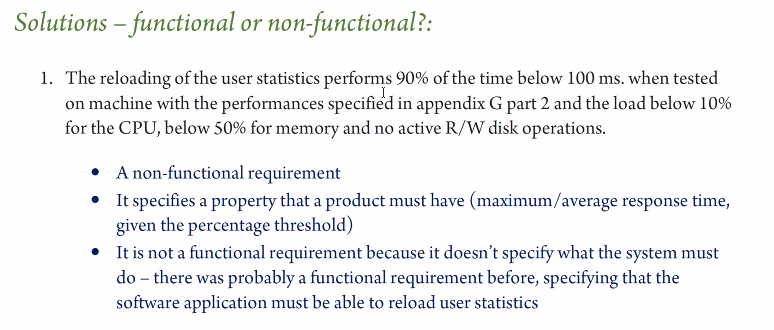 Solutions – functional or non-functional?:
1. The reloading of the user statistics performs 90% of the time below 100 ms. when tested
on machine with the performances specified in appendix G part 2 and the load below 10%
for the CPU, below 50% for memory and no active R/W disk operations.
• A non-functional requirement
• It specifies a property that a product must have (maximum/average response time,
given the percentage threshold)
• It is not a functional requirement because it doesn’t specify what the system must
do – there was probably a functional requirement before, specifying that the
software application must be able to reload user statistics